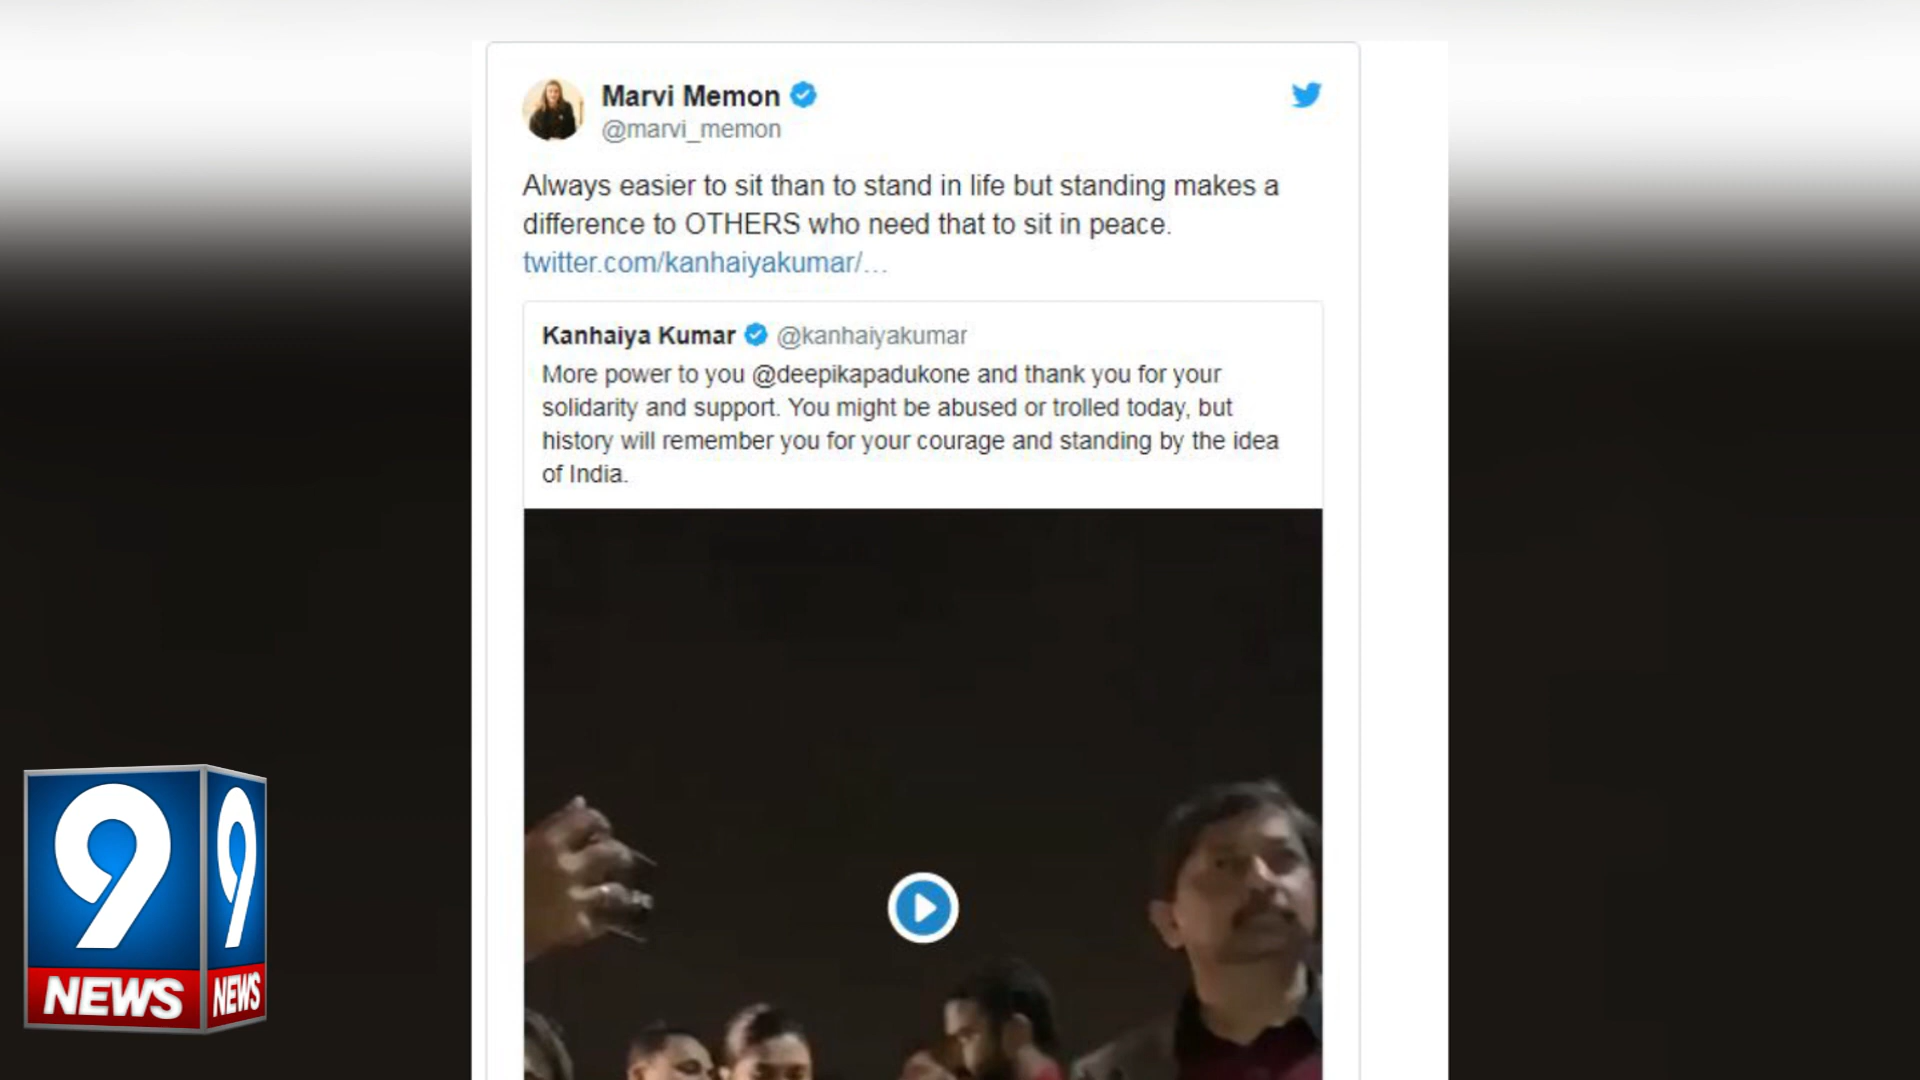 Marvi Memon
@marvi_memon
Always easier to sit than to stand in life but standing makes a
difference to OTHERS who need that to sit in peace.
twitter.com/kanhaiyakumar/…
Kanhaiya Kumar @kanhaiyakumar
More power to you @deepikapadukone and thank you for your
solidarity and support. You might be abused or trolled today, but
history will remember you for your courage and standing by the idea
of India.
9 9
NEWS NEWS